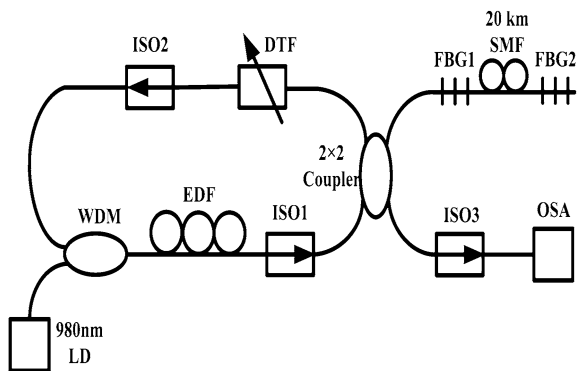 20 km
SMF
ISO2
DTF
FBG1
FBG2
2×2
Coupler
EDF
WDM
ISO1
ISO3
OSA
980nm
LD